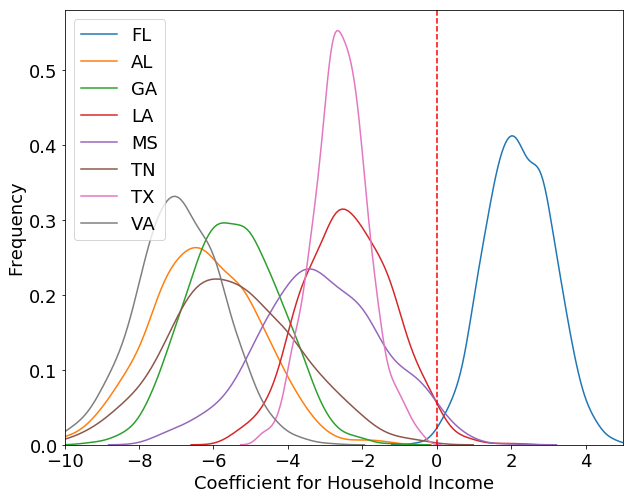 FL
AL
GA
LA
MS
TN
TX
VA
Frequency
0.5
0.4
0.3
0.2
0.1
0.0
−10 −8 −6 −4 −2 0 2 4
Coefficient for Household Income